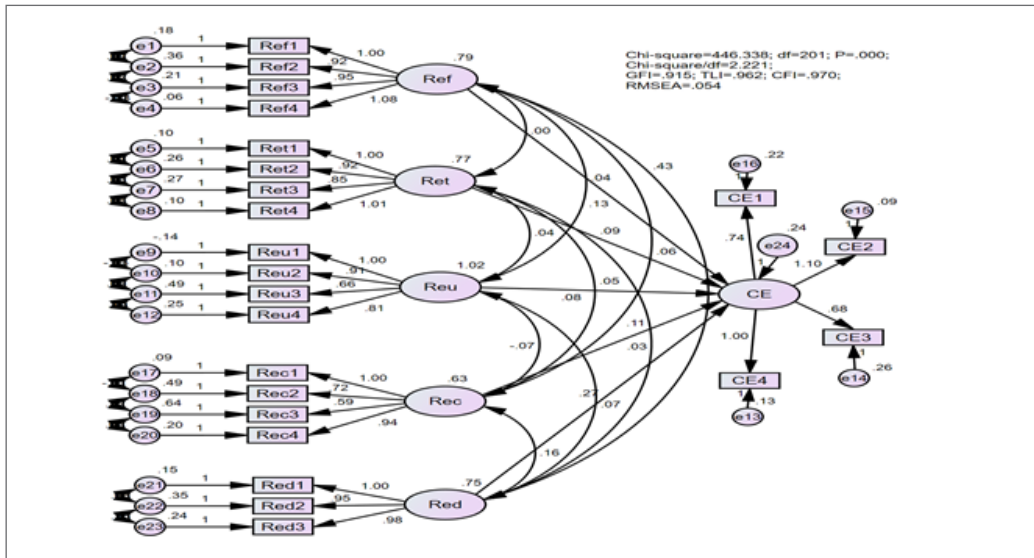 Chi-square=446.338; df=201; P=.000;
Chi-square/df=2.221;
GFI=.915; TLI=.962; CFI=.970;
RMSEA=.054
.18
e1 1 Ref1 1.00
.36
e2 1 Ref2 .92
.21
e3 1 Ref3 .95
.06
e4 1 Ref4 1.08
.79
Ref
.10
e5 1 Ret1 1.00
.26
e6 1 Ret2 .92
.27
e7 1 Ret3 .85
.10
e8 1 Ret4 1.01
.77
Ret
-.14
e9 1 Reu1 1.00
.10
e10 1 Reu2 .91
.49
e11 1 Reu3 .66
.25
e12 1 Reu4 .81
1.02
Reu
.09
e17 1 Rec1 1.00
.49
e18 1 Rec2 .72
.64
e19 1 Rec3 .59
.20
e20 1 Rec4 .94
.63
Rec
.15
e21 1 Red1 1.00
.35
e22 1 Red2 .95
.24
e23 1 Red3 .98
.75
Red
.00
.43
.04
.13
.09
.04
.06
.05
.08
.11
.03
-.07
.27
.07
.16
e16 .22
1
CE1
.74
e15 .09
1
CE2
1.10
e24 .24
1
CE
.68
CE3
1
e14 .26
1.00
CE4
1
.13
e13